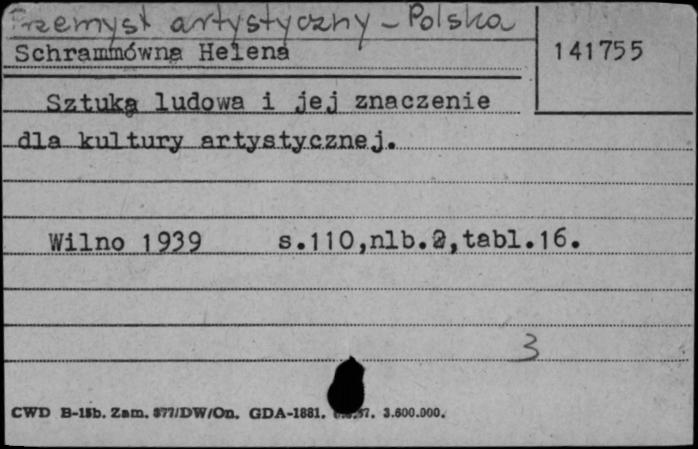 Przemysł artystyczny - Polska
Schrammówna Helena
141755
Sztuka ludowa i jej znaczenie
dla kultury artystycznej.
Wilno 1939 s.110,nlb.2,tabl.16.
3
CWD B-15b. Zam. 877/DW/On. GDA-1881. 3.600.000.